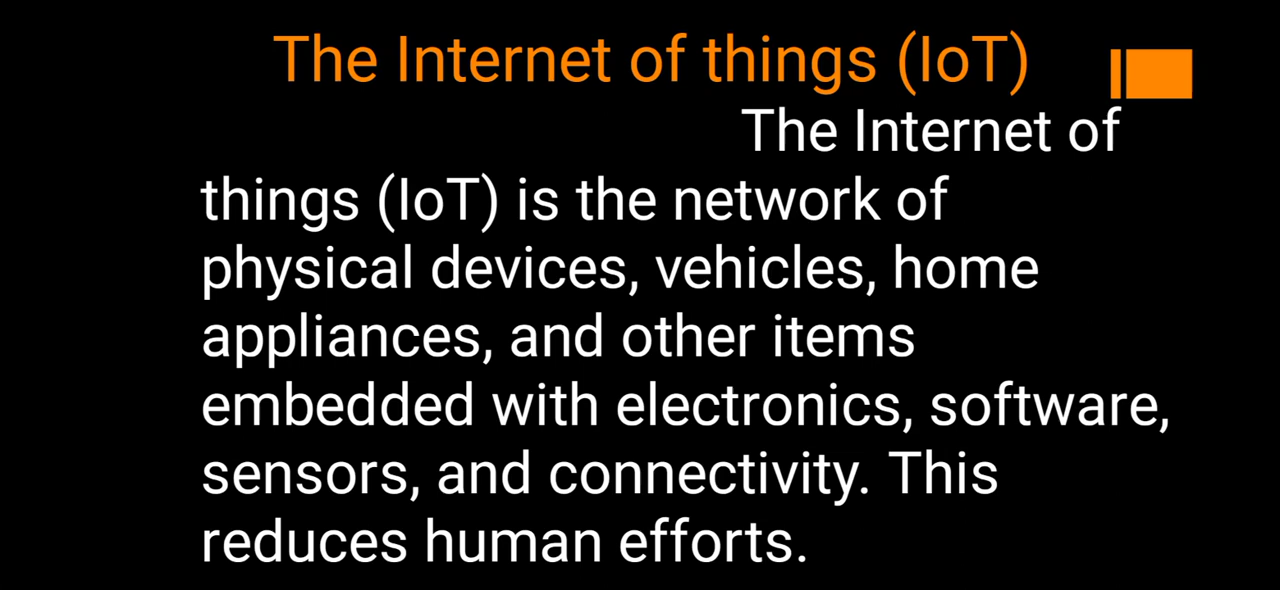 The Internet of things (IoT)
The Internet of
things (IoT) is the network of
physical devices, vehicles, home
appliances, and other items
embedded with electronics, software,
sensors, and connectivity. This
reduces human efforts.